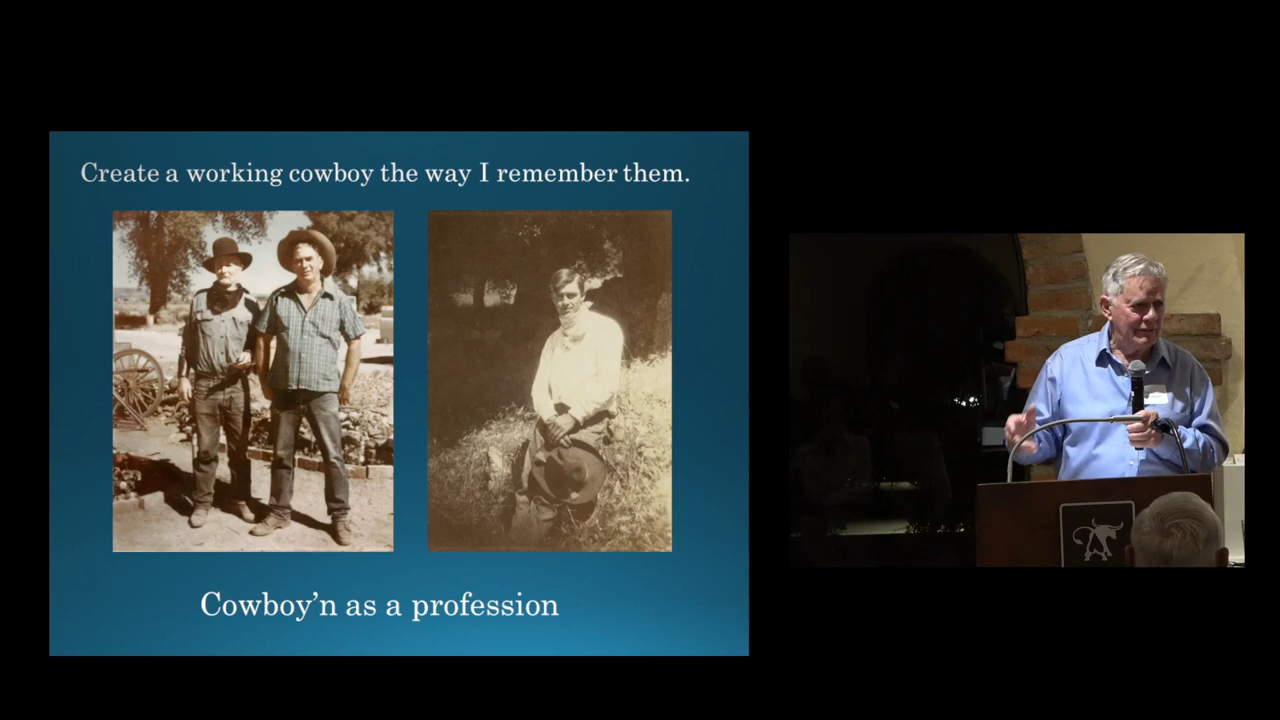 Create a working cowboy the way I remember them.
Cowboy’n as a profession